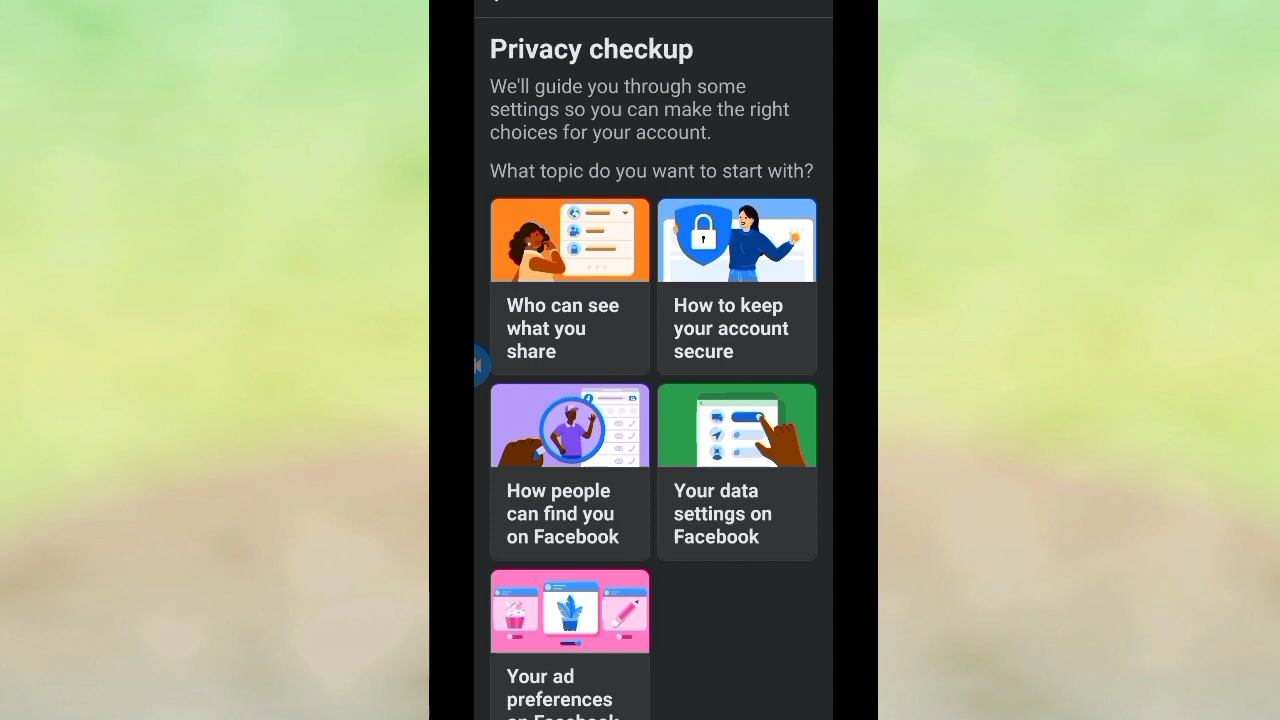 Privacy checkup
We'll guide you through some
settings so you can make the right
choices for your account.
What topic do you want to start with?
Who can see
what you
share
How to keep
your account
secure
How people
can find you
on Facebook
Your data
settings on
Facebook
Your ad
preferences
on Facebook